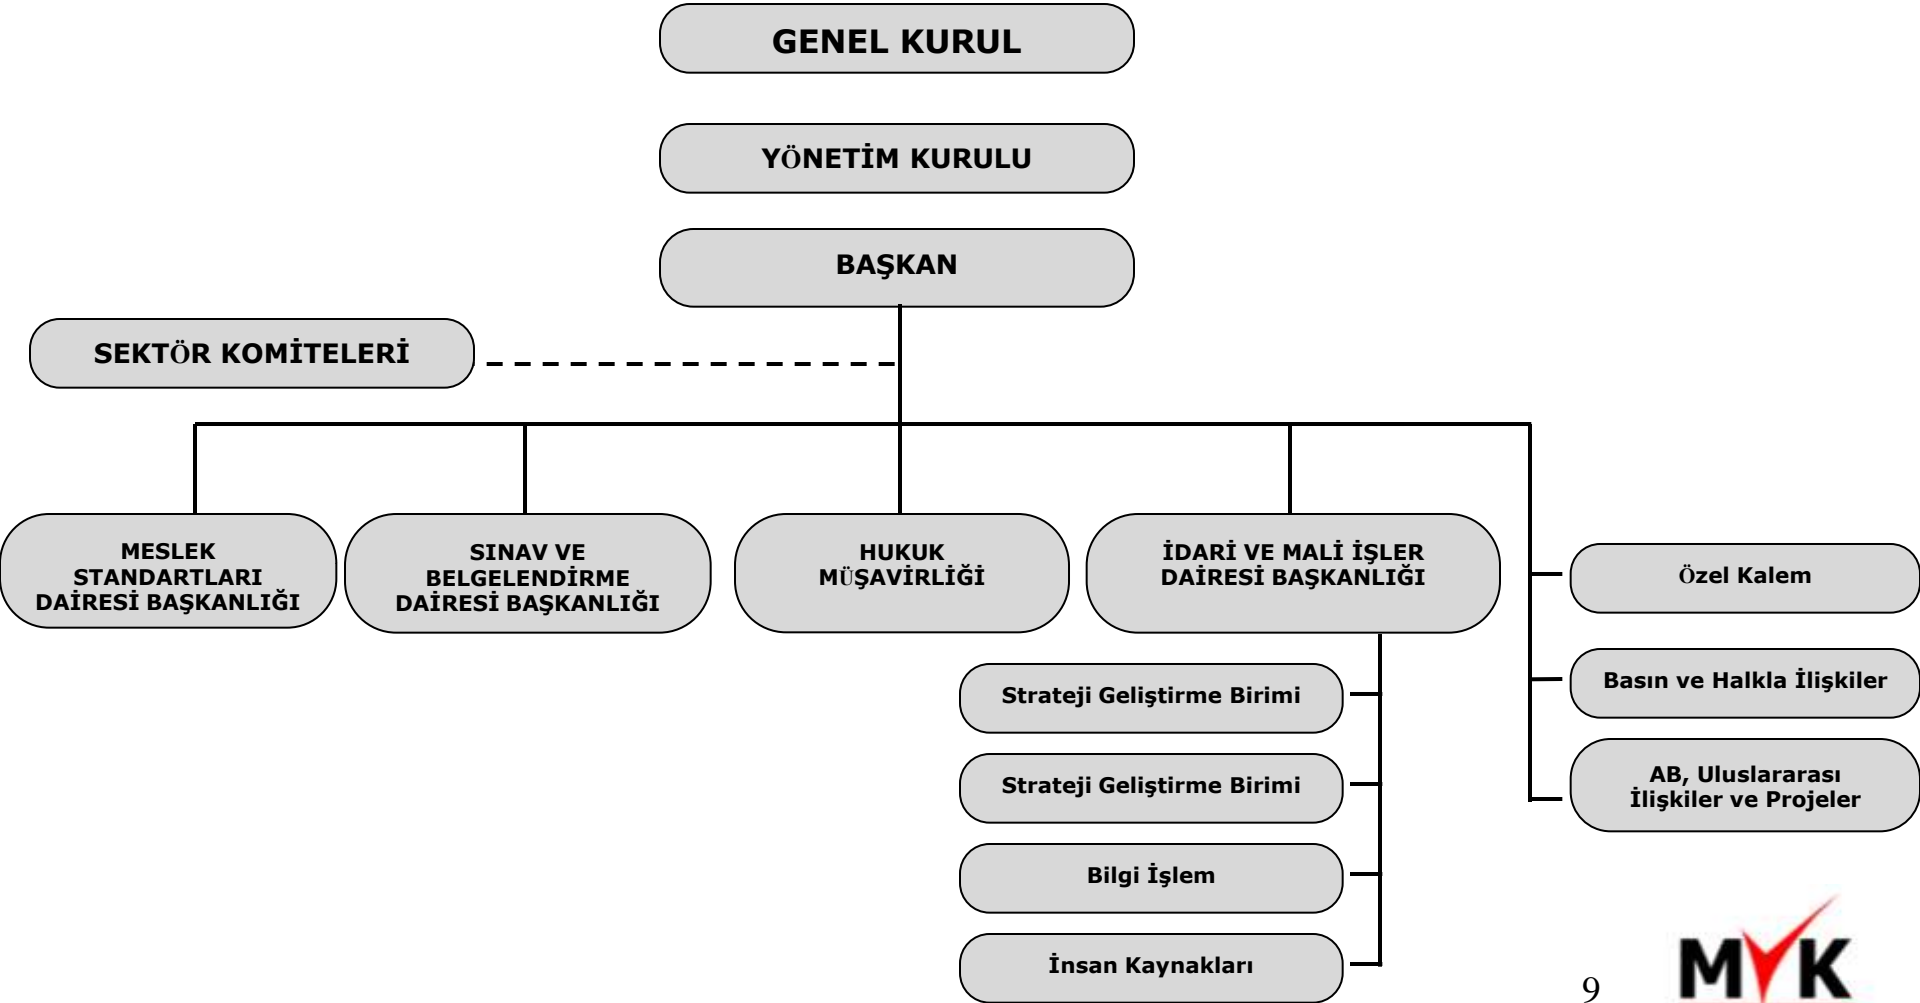 GENEL KURUL
YÖNETİM KURULU
BAŞKAN
SEKTÖR KOMİTELERİ
MESLEK
STANDARTLARI
DAİRESİ BAŞKANLIĞI
SINAV VE
BELGELENDİRME
DAİRESİ BAŞKANLIĞI
HUKUK
MÜŞAVİRLİĞİ
İDARİ VE MALİ İŞLER
DAİRESİ BAŞKANLIĞI
Özel Kalem
Basın ve Halkla İlişkiler
AB, Uluslararası
İlişkiler ve Projeler
Strateji Geliştirme Birimi
Strateji Geliştirme Birimi
Bilgi İşlem
İnsan Kaynakları
9
MYK